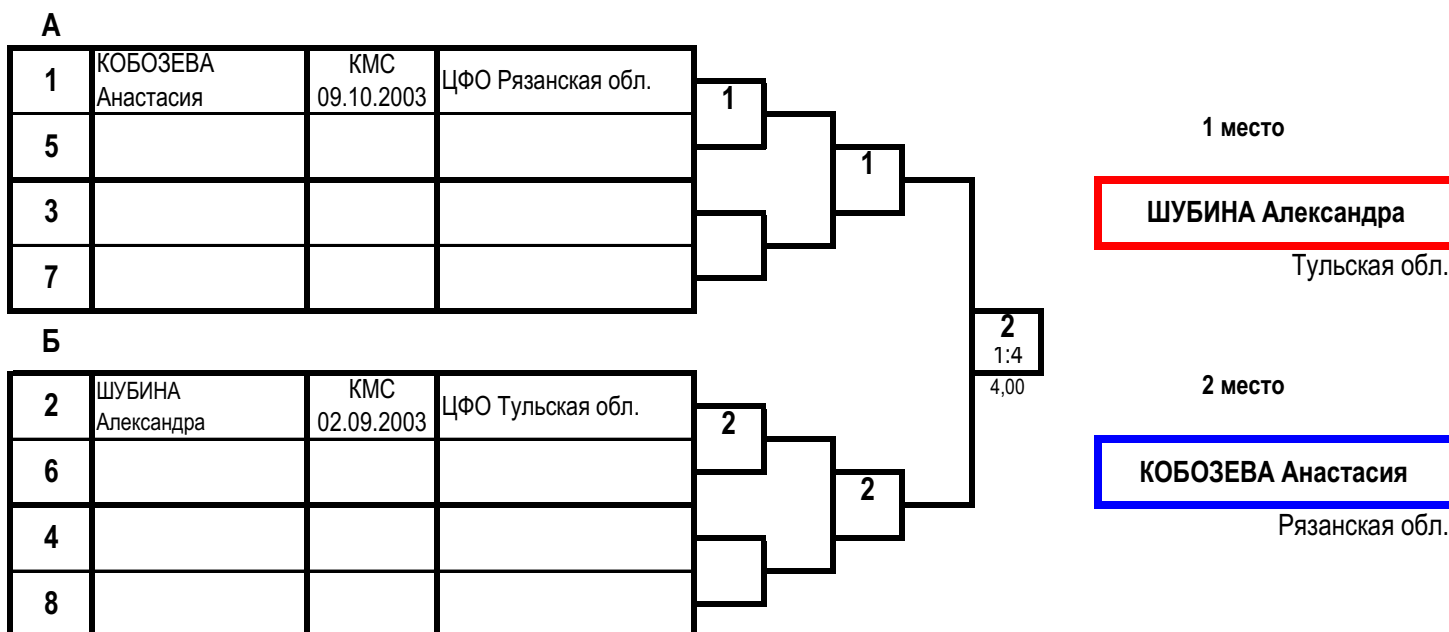 А
1 КОБОЗЕВА Анастасия КМС 09.10.2003 ЦФО Рязанская обл. 1
5
1
3
7
Б
2
1:4
4,00
2 ШУБИНА Александра КМС 02.09.2003 ЦФО Тульская обл. 2
6
2
4
8
1 место
ШУБИНА Александра
Тульская обл.
2 место
КОБОЗЕВА Анастасия
Рязанская обл.